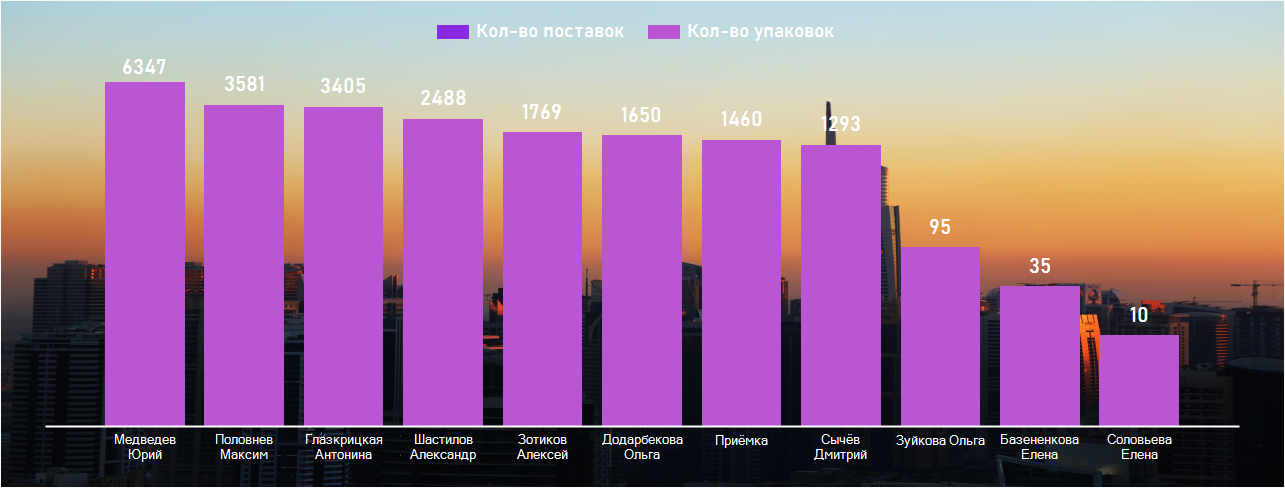 Кол-во поставок Кол-во упаковок
6347 3581 3405 2488 1769 1650 1460 1293 95 35 10
Медведев Половнев Глазкрицкая Шастилов Зотиков Додарбекова Приёмка Сычёв Зуйкова Ольга Базененкова Соловьева
Юрий Максим Антонина Александр Алексей Ольга Дмитрий Елена Елена